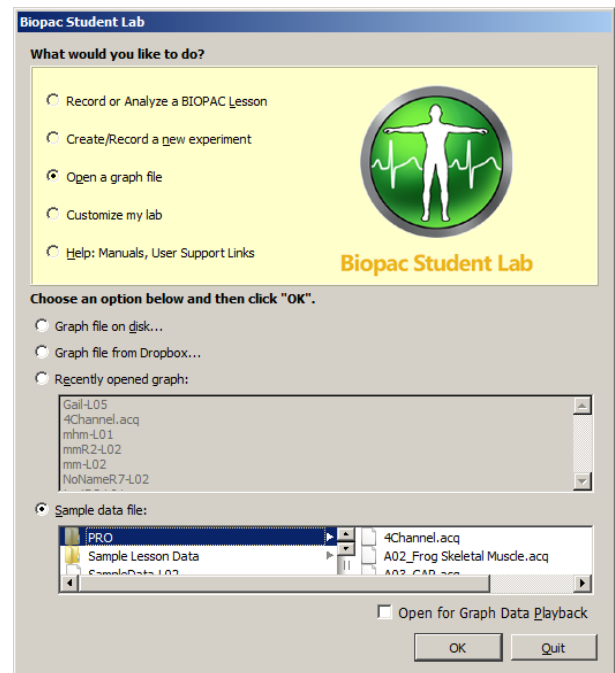 Biopac Student Lab
What would you like to do?
Record or Analyze a BIOPAC Lesson
Create/Record a new experiment
Open a graph file
Customize my lab
Help: Manuals, User Support Links
Biopac Student Lab
Choose an option below and then click "OK".
Graph file on disk...
Graph file from Dropbox...
Recently opened graph:
Gail-L05
4Channel.acq
mhm-L01
mmR2-L02
mm-L02
NoNameR7-L02
Sample data file:
PRO
4Channel.acq
Sample Lesson Data
A02_Frog Skeletal Muscle.acq
SampleData-L02
A03_CAP.acq
Open for Graph Data Playback
OK
Quit